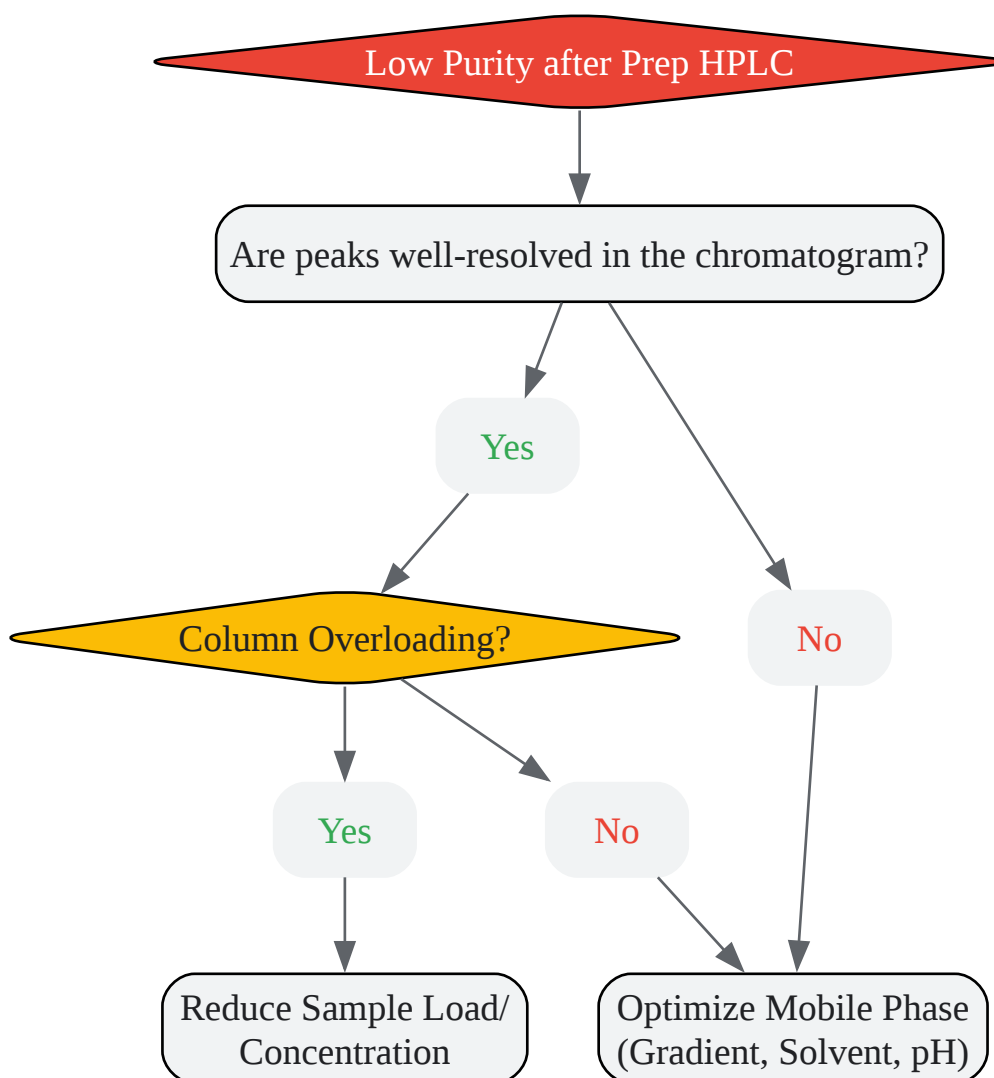 Low Purity after Prep HPLC
Are peaks well-resolved in the chromatogram?
Yes
Column Overloading?
No
Yes
No
Reduce Sample Load/
Concentration
Optimize Mobile Phase
(Gradient, Solvent, pH)